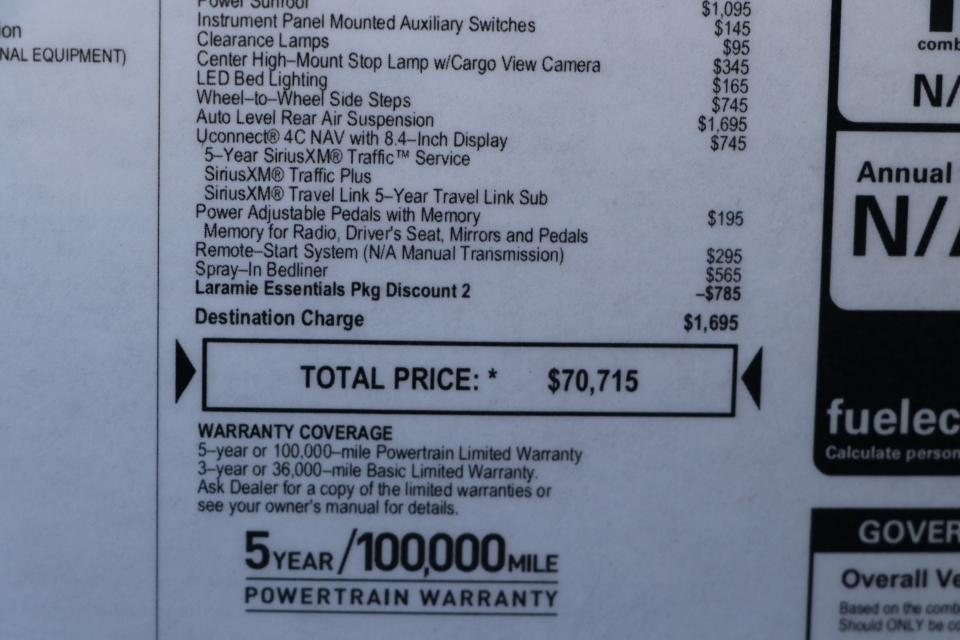 ion
NAL EQUIPMENT)
Power Sunroof $1,095
Instrument Panel Mounted Auxiliary Switches $145
Clearance Lamps $95
Center High–Mount Stop Lamp w/Cargo View Camera $345
LED Bed Lighting $165
Wheel–to–Wheel Side Steps $745
Auto Level Rear Air Suspension $1,695
Uconnect® 4C NAV with 8.4–Inch Display $745
5–Year SiriusXM® Traffic™ Service
SiriusXM® Traffic Plus
SiriusXM® Travel Link 5–Year Travel Link Sub
Power Adjustable Pedals with Memory $195
Memory for Radio, Driver's Seat, Mirrors and Pedals
Remote–Start System (N/A Manual Transmission) $295
Spray–In Bedliner $565
Laramie Essentials Pkg Discount 2 –$785
Destination Charge $1,695
TOTAL PRICE: * $70,715
WARRANTY COVERAGE
5–year or 100,000–mile Powertrain Limited Warranty
3–year or 36,000–mile Basic Limited Warranty.
Ask Dealer for a copy of the limited warranties or
see your owner's manual for details.
5 YEAR/100,000 MILE
POWERTRAIN WARRANTY
comb
N/
Annual
N/
fuelec
Calculate person
GOVER
Overall Ve
Based on the comb
Should ONLY be co